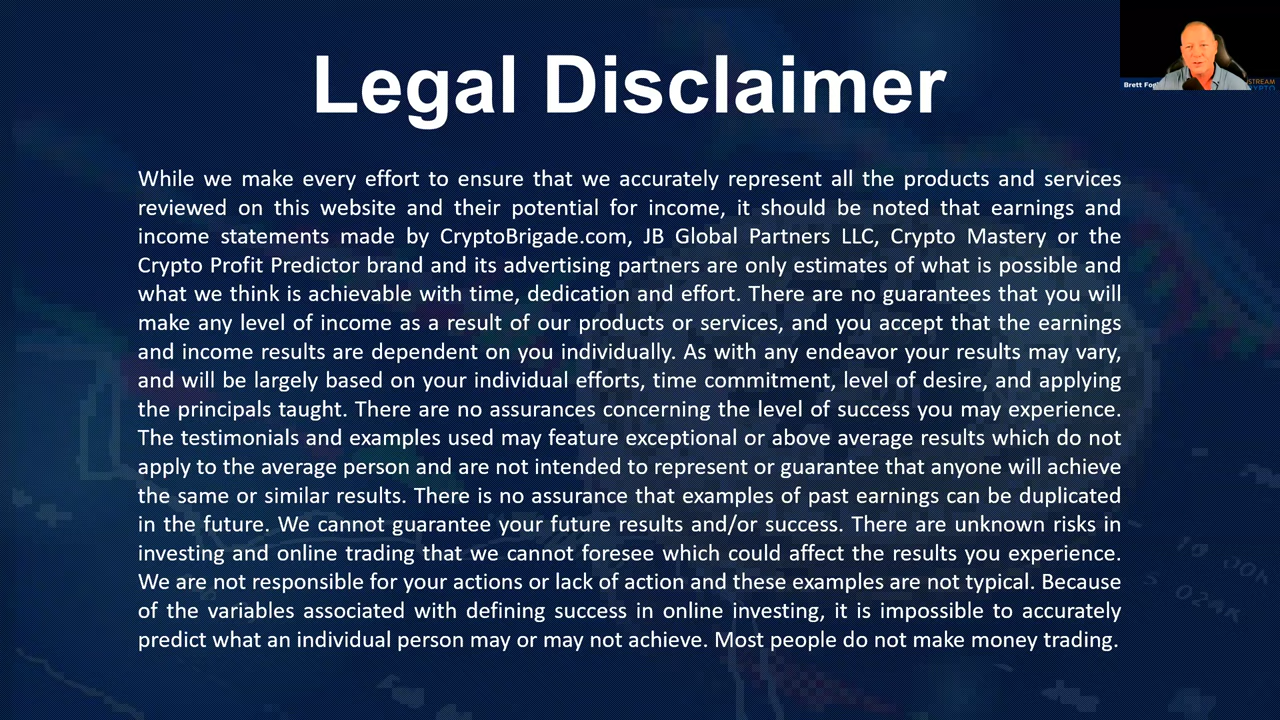 Legal Disclaimer
Brett
STREAM
While we make every effort to ensure that we accurately represent all the products and services
reviewed on this website and their potential for income, it should be noted that earnings and
income statements made by CryptoBrigade.com, JB Global Partners LLC, Crypto Mastery or the
Crypto Profit Predictor brand and its advertising partners are only estimates of what is possible and
what we think is achievable with time, dedication and effort. There are no guarantees that you will
make any level of income as a result of our products or services, and you accept that the earnings
and income results are dependent on you individually. As with any endeavor your results may vary,
and will be largely based on your individual efforts, time commitment, level of desire, and applying
the principals taught. There are no assurances concerning the level of success you may experience.
The testimonials and examples used may feature exceptional or above average results which do not
apply to the average person and are not intended to represent or guarantee that anyone will achieve
the same or similar results. There is no assurance that examples of past earnings can be duplicated
in the future. We cannot guarantee your future results and/or success. There are unknown risks in
investing and online trading that we cannot foresee which could affect the results you experience.
We are not responsible for your actions or lack of action and these examples are not typical. Because
of the variables associated with defining success in online investing, it is impossible to accurately
predict what an individual person may or may not achieve. Most people do not make money trading.